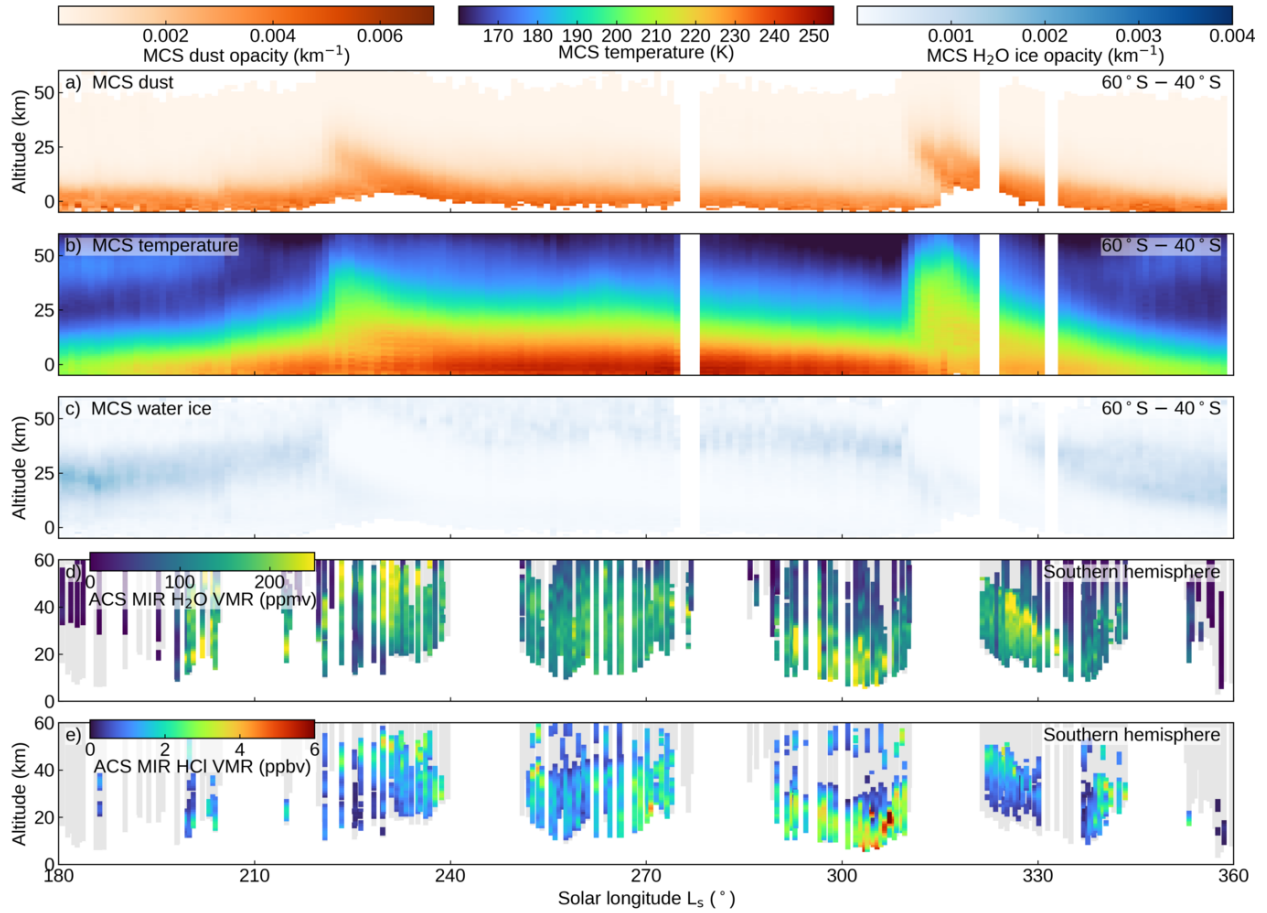 0.002 0.004 0.006
MCS dust opacity (km⁻¹)
170 180 190 200 210 220 230 240 250
MCS temperature (K)
0.001 0.002 0.003 0.004
MCS H₂O ice opacity (km⁻¹)
a) MCS dust 60°S − 40°S
50
25
0
Altitude (km)
b) MCS temperature 60°S − 40°S
50
25
0
Altitude (km)
c) MCS water ice 60°S − 40°S
50
25
0
Altitude (km)
d) Southern hemisphere
0 100 200
ACS MIR H₂O VMR (ppmv)
60
40
20
0
Altitude (km)
e) Southern hemisphere
0 2 4 6
ACS MIR HCl VMR (ppbv)
60
40
20
0
Altitude (km)
180 210 240 270 300 330 360
Solar longitude Lₛ (°)